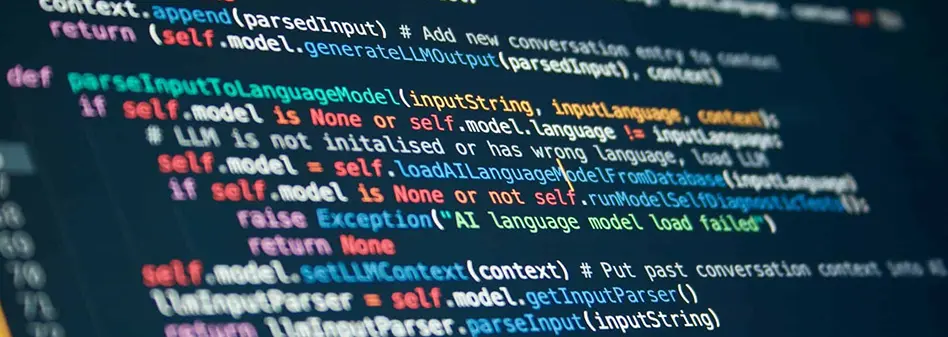 context.append(parsedInput) # Add new conversation entry to context
return (self.model.generateLLMOutput(parsedInput), context)
def parseInputToLanguageModel(inputString, inputLanguage, context):
if self.model is None or self.model.language != inputLanguage:
# LLM is not initalised or has wrong language, load LLM
self.model = self.loadAILanguageModelFromDatabase(inputLanguage)
if self.model is None or not self.runModelSelfDiagnosticTests():
raise Exception("AI language model load failed")
69 return None
70 self.model.setLLMContext(context) # Put past conversation context into
71 llmInputParser = self.model.getInputParser()
return llmInputParser.parseInput(inputString)